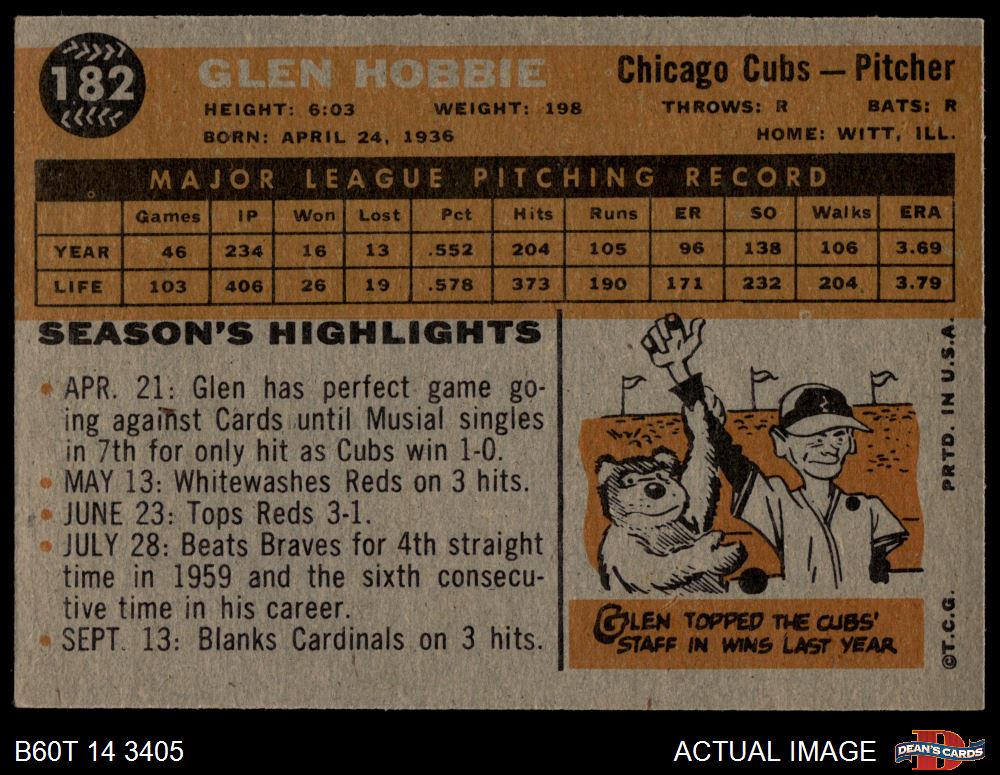 182
GLEN HOBBIE
Chicago Cubs — Pitcher
HEIGHT: 6:03 WEIGHT: 198 THROWS: R BATS: R
BORN: APRIL 24, 1936 HOME: WITT, ILL.
MAJOR LEAGUE PITCHING RECORD
Games IP Won Lost Pct Hits Runs ER SO Walks ERA
YEAR 46 234 16 13 .552 204 105 96 138 106 3.69
LIFE 103 406 26 19 .578 373 190 171 232 204 3.79
SEASON'S HIGHLIGHTS
• APR. 21: Glen has perfect game go-
ing against Cards until Musial singles
in 7th for only hit as Cubs win 1-0.
• MAY 13: Whitewashes Reds on 3 hits.
• JUNE 23: Tops Reds 3-1.
• JULY 28: Beats Braves for 4th straight
time in 1959 and the sixth consecu-
tive time in his career.
• SEPT. 13: Blanks Cardinals on 3 hits.
GLEN TOPPED THE CUBS'
STAFF IN WINS LAST YEAR
©T.C.G. PRTD. IN U.S.A.
B60T 14 3405
ACTUAL IMAGE
DEAN'S CARDS